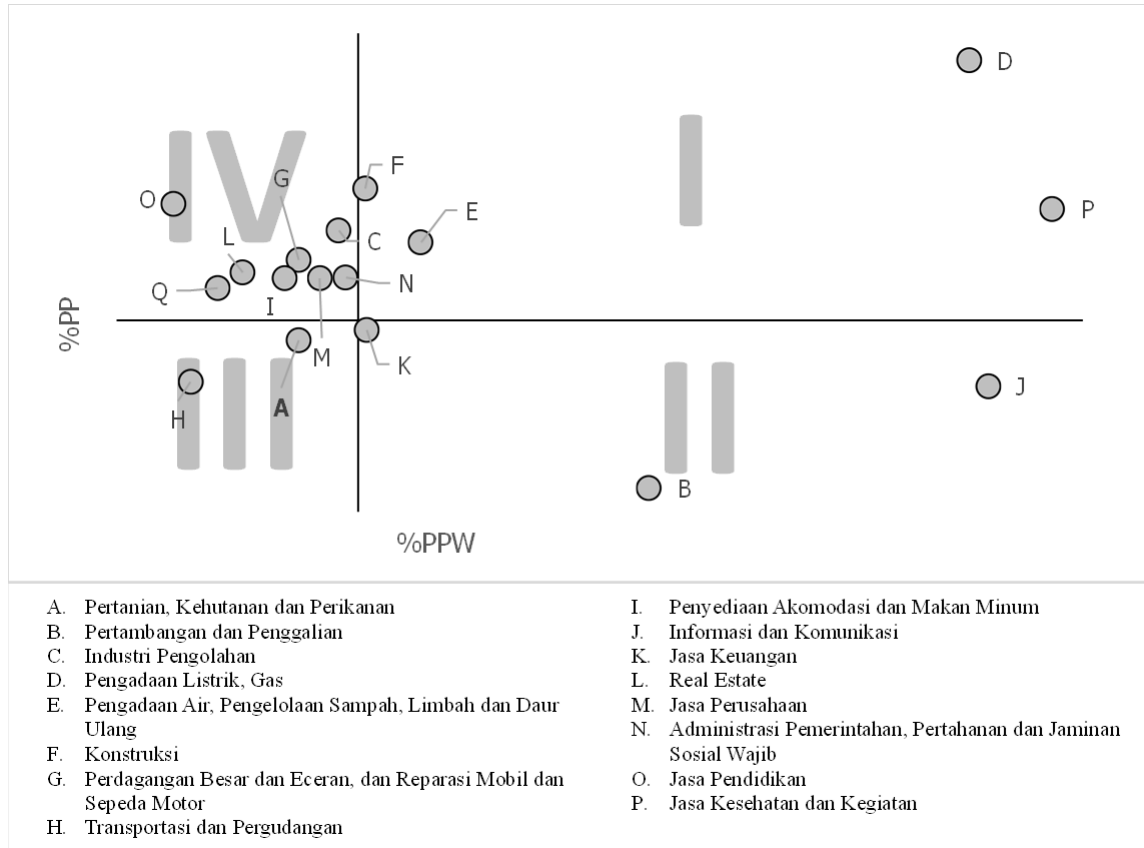 D
I
IV
F
G
O
P
E
L
C
Q
N
I
%PP
M
K
A
H
III
II
J
B
%PPW
A. Pertanian, Kehutanan dan Perikanan
B. Pertambangan dan Penggalian
C. Industri Pengolahan
D. Pengadaan Listrik, Gas
E. Pengadaan Air, Pengelolaan Sampah, Limbah dan Daur
Ulang
F. Konstruksi
G. Perdagangan Besar dan Eceran, dan Reparasi Mobil dan
Sepeda Motor
H. Transportasi dan Pergudangan
I. Penyediaan Akomodasi dan Makan Minum
J. Informasi dan Komunikasi
K. Jasa Keuangan
L. Real Estate
M. Jasa Perusahaan
N. Administrasi Pemerintahan, Pertahanan dan Jaminan
Sosial Wajib
O. Jasa Pendidikan
P. Jasa Kesehatan dan Kegiatan